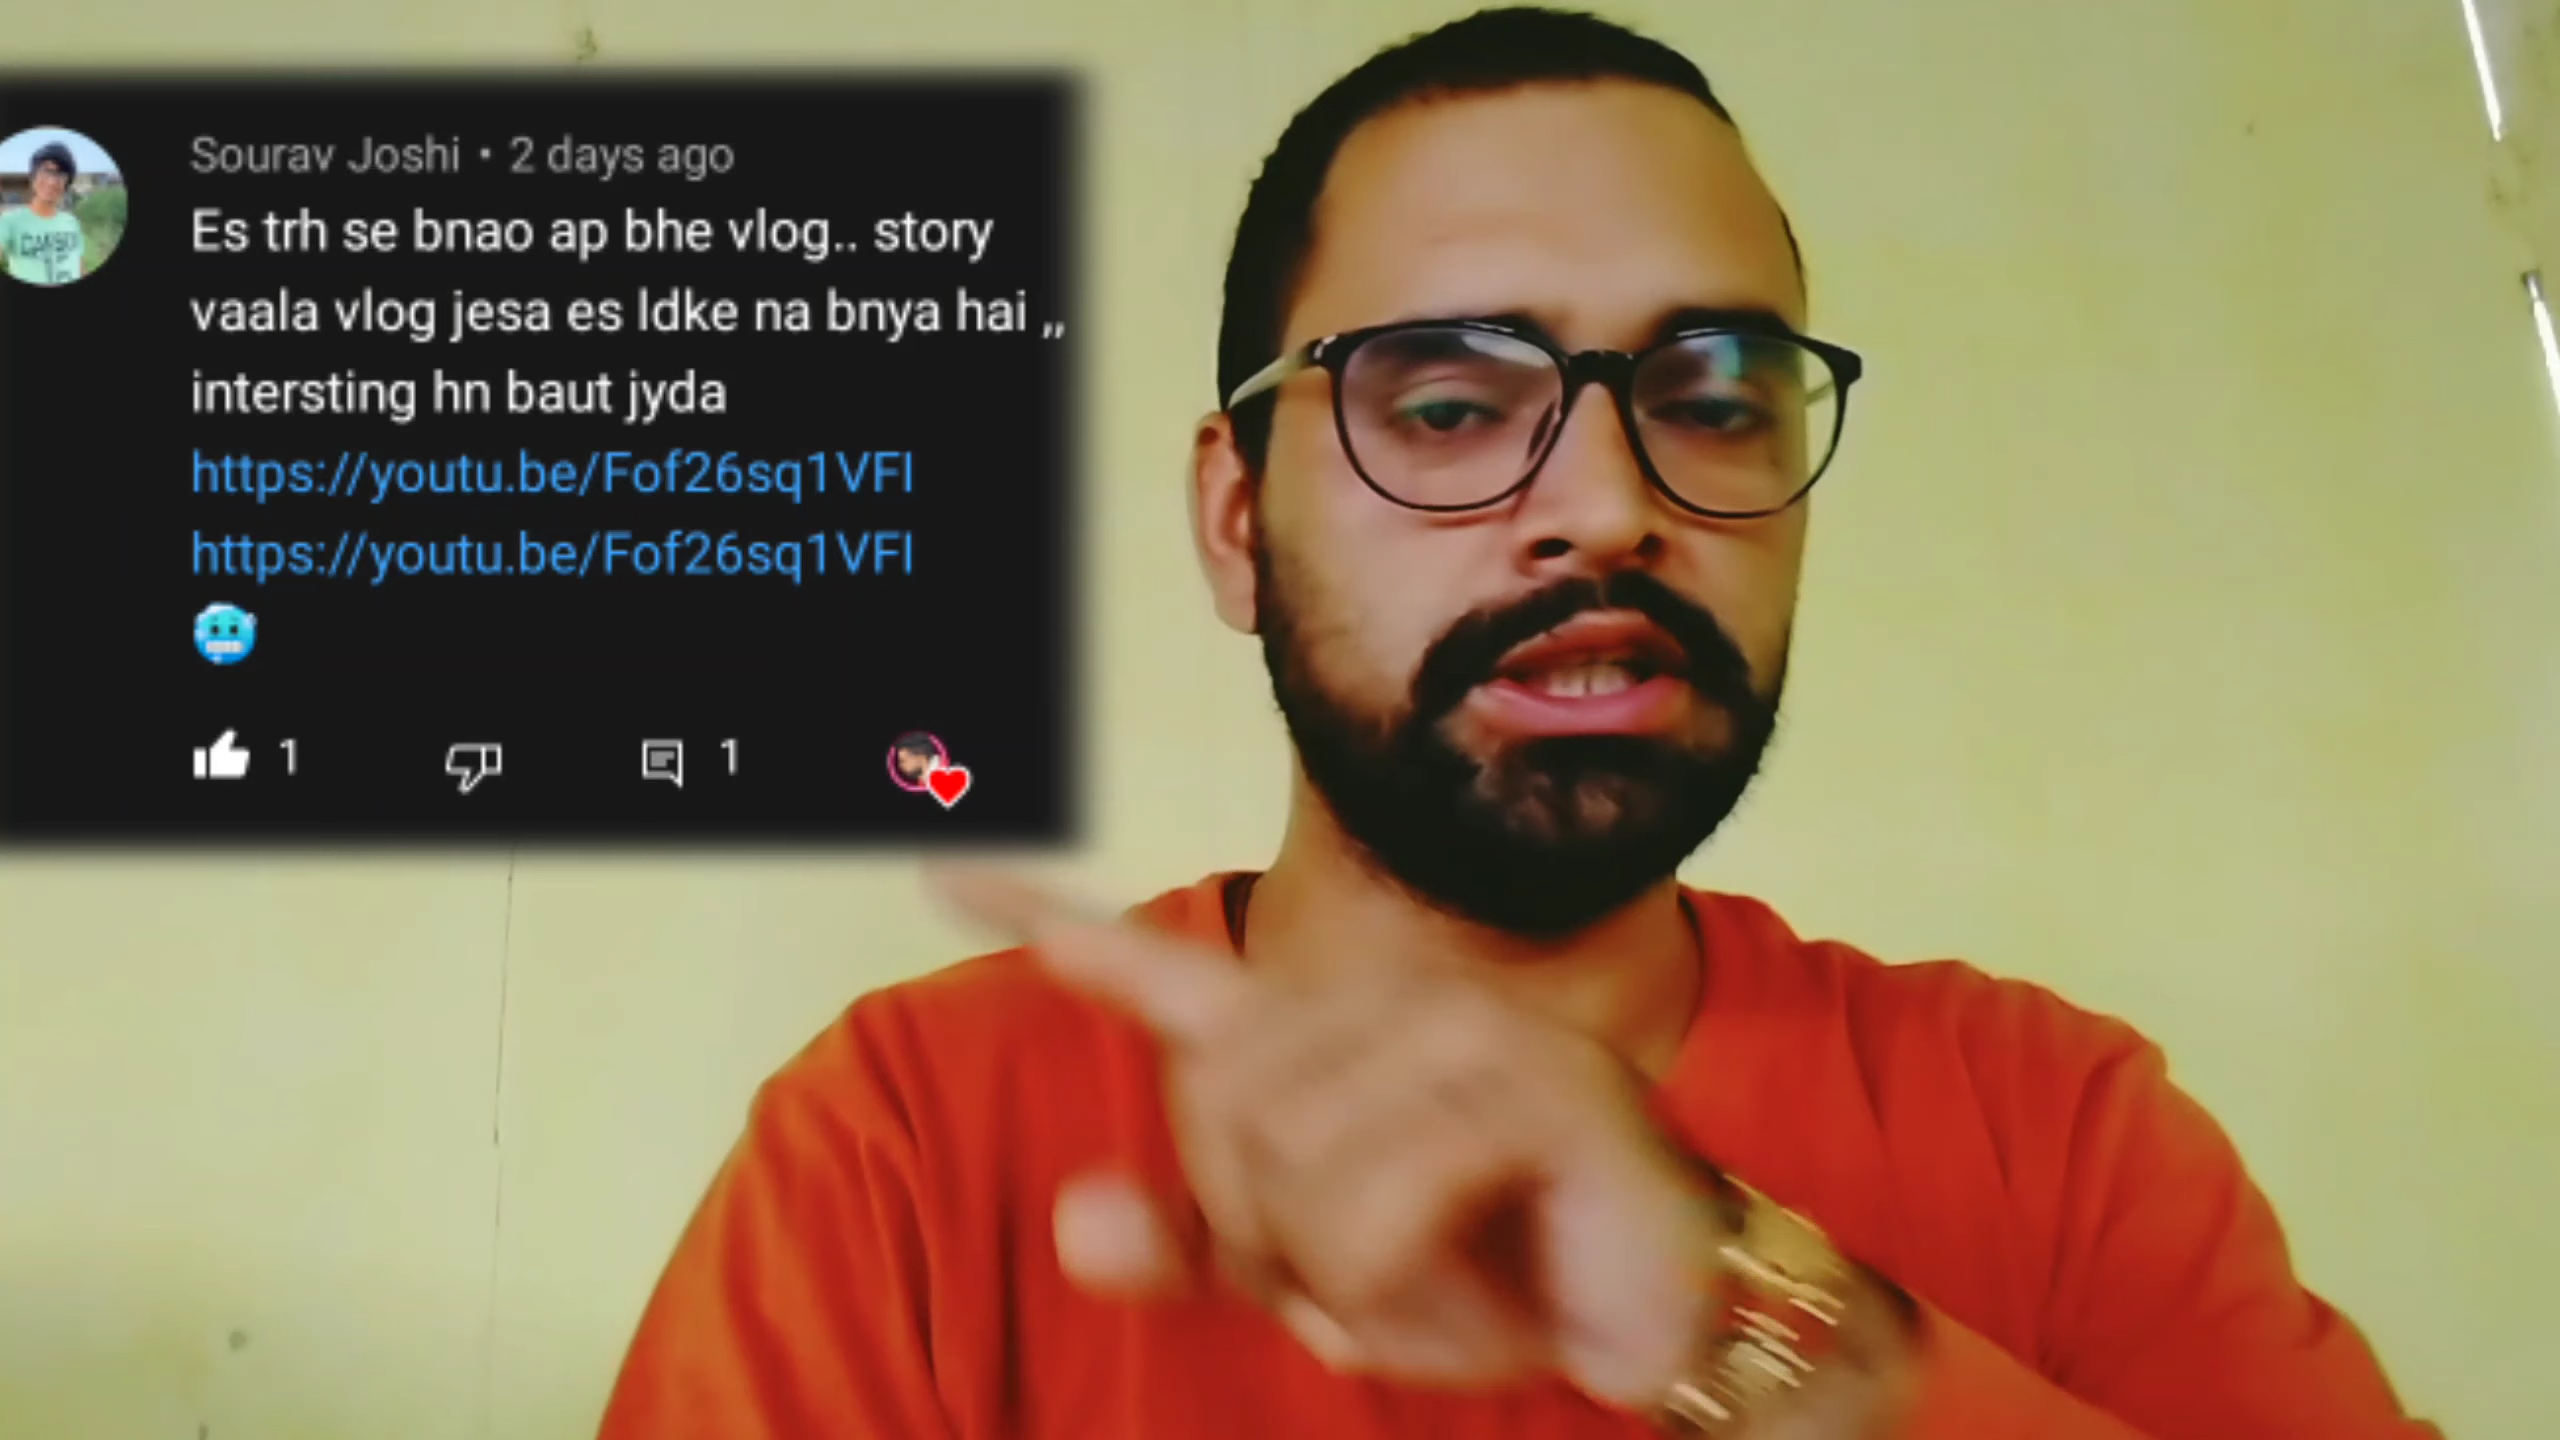 Sourav Joshi • 2 days ago
Es trh se bnao ap bhe vlog.. story
vaala vlog jesa es ldke na bnya hai ,,
intersting hn baut jyda
https://youtu.be/Fof26sq1VFI
https://youtu.be/Fof26sq1VFI
1
1